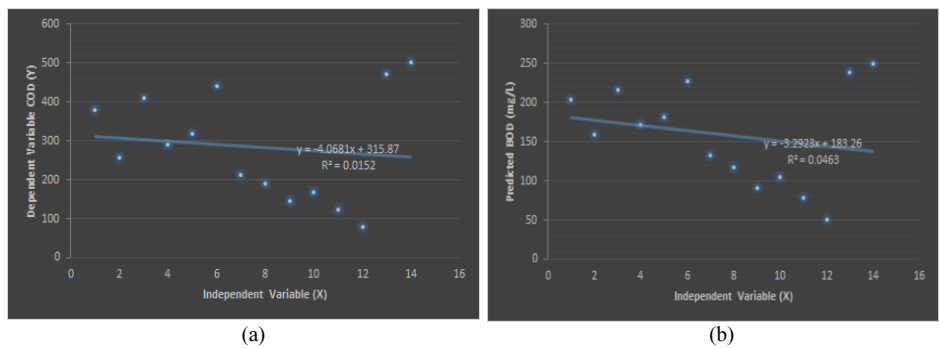 600
500
400
300
200
100
0
Dependent Variable COD (Y)
y = -4.0681x + 315.87
R² = 0.0152
0 2 4 6 8 10 12 14 16
Independent Variable (X)
(a)
300
250
200
150
100
50
0
Predicted BOD (mg/L)
y = -3.2923x + 183.26
R² = 0.0463
0 2 4 6 8 10 12 14 16
Independent Variable (X)
(b)